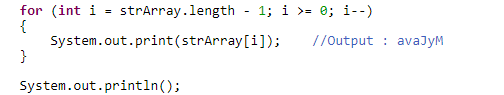 for (int i = strArray.length - 1; i >= 0; i--)
{
    System.out.print(strArray[i]);    //Output : avaJyM
}
System.out.println();